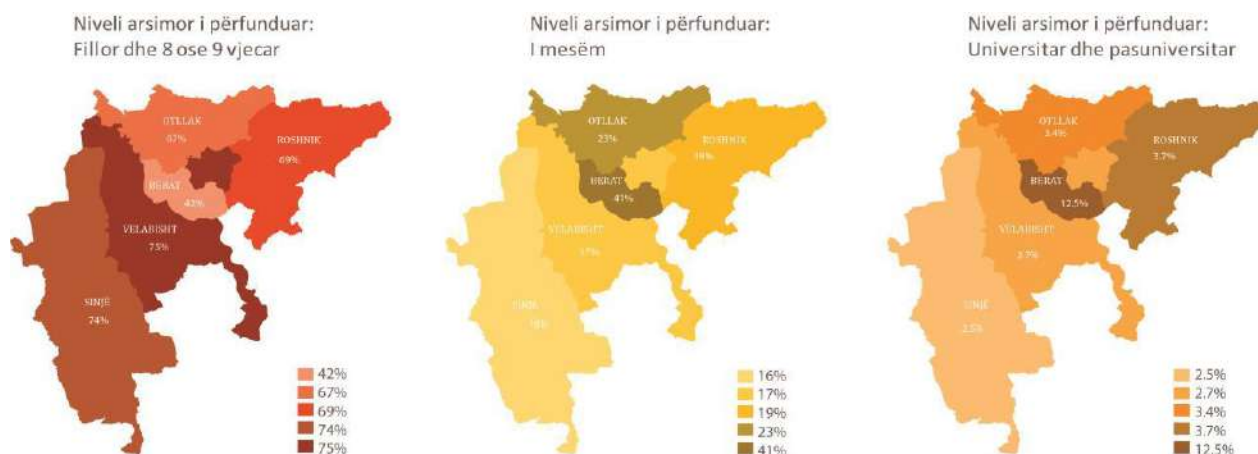 Niveli arsimor i përfunduar:
Fillor dhe 8 ose 9 vjecar
OTLLAK
67%
ROSHNIK
69%
BERAT
42%
VELABISHT
75%
SINJË
74%
42%
67%
69%
74%
75%
Niveli arsimor i përfunduar:
I mesëm
OTLLAK
23%
ROSHNIK
19%
BERAT
41%
VELABISHT
17%
SINJË
16%
17%
19%
23%
41%
Niveli arsimor i përfunduar:
Universitar dhe pasuniversitar
OTLLAK
3.4%
ROSHNIK
3.7%
BERAT
12.5%
VELABISHT
SINJË
2.5%
2.5%
2.7%
3.4%
3.7%
12.5%